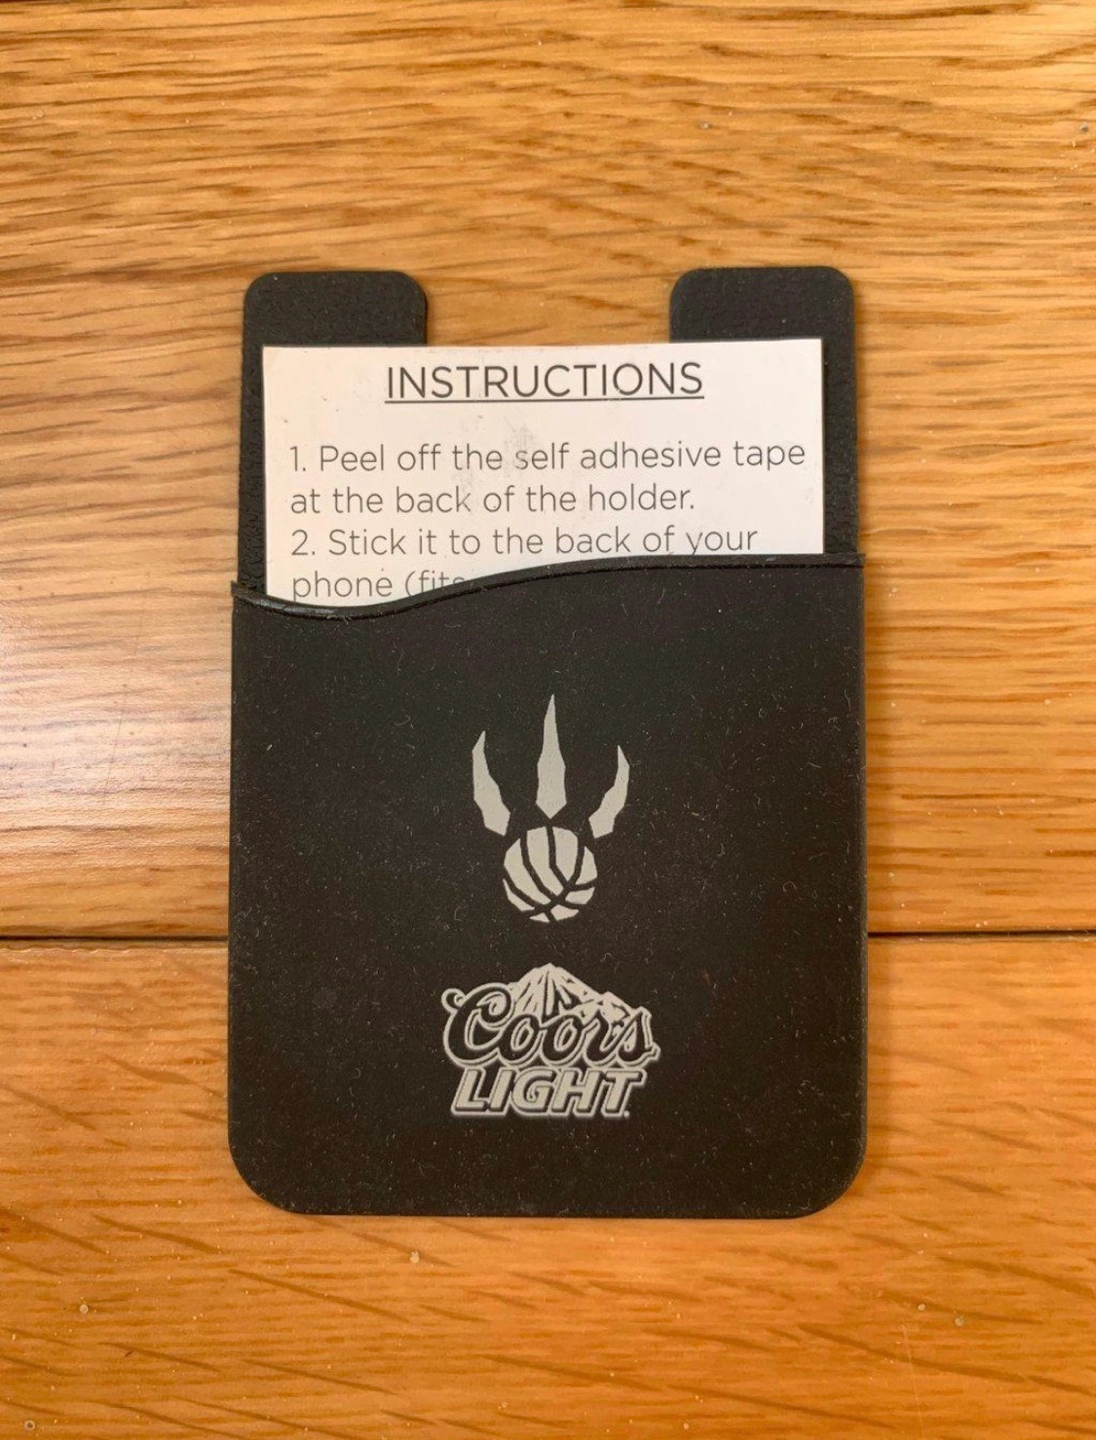 INSTRUCTIONS
1. Peel off the self adhesive tape
at the back of the holder.
2. Stick it to the back of your
phone (fits
Coors
LIGHT